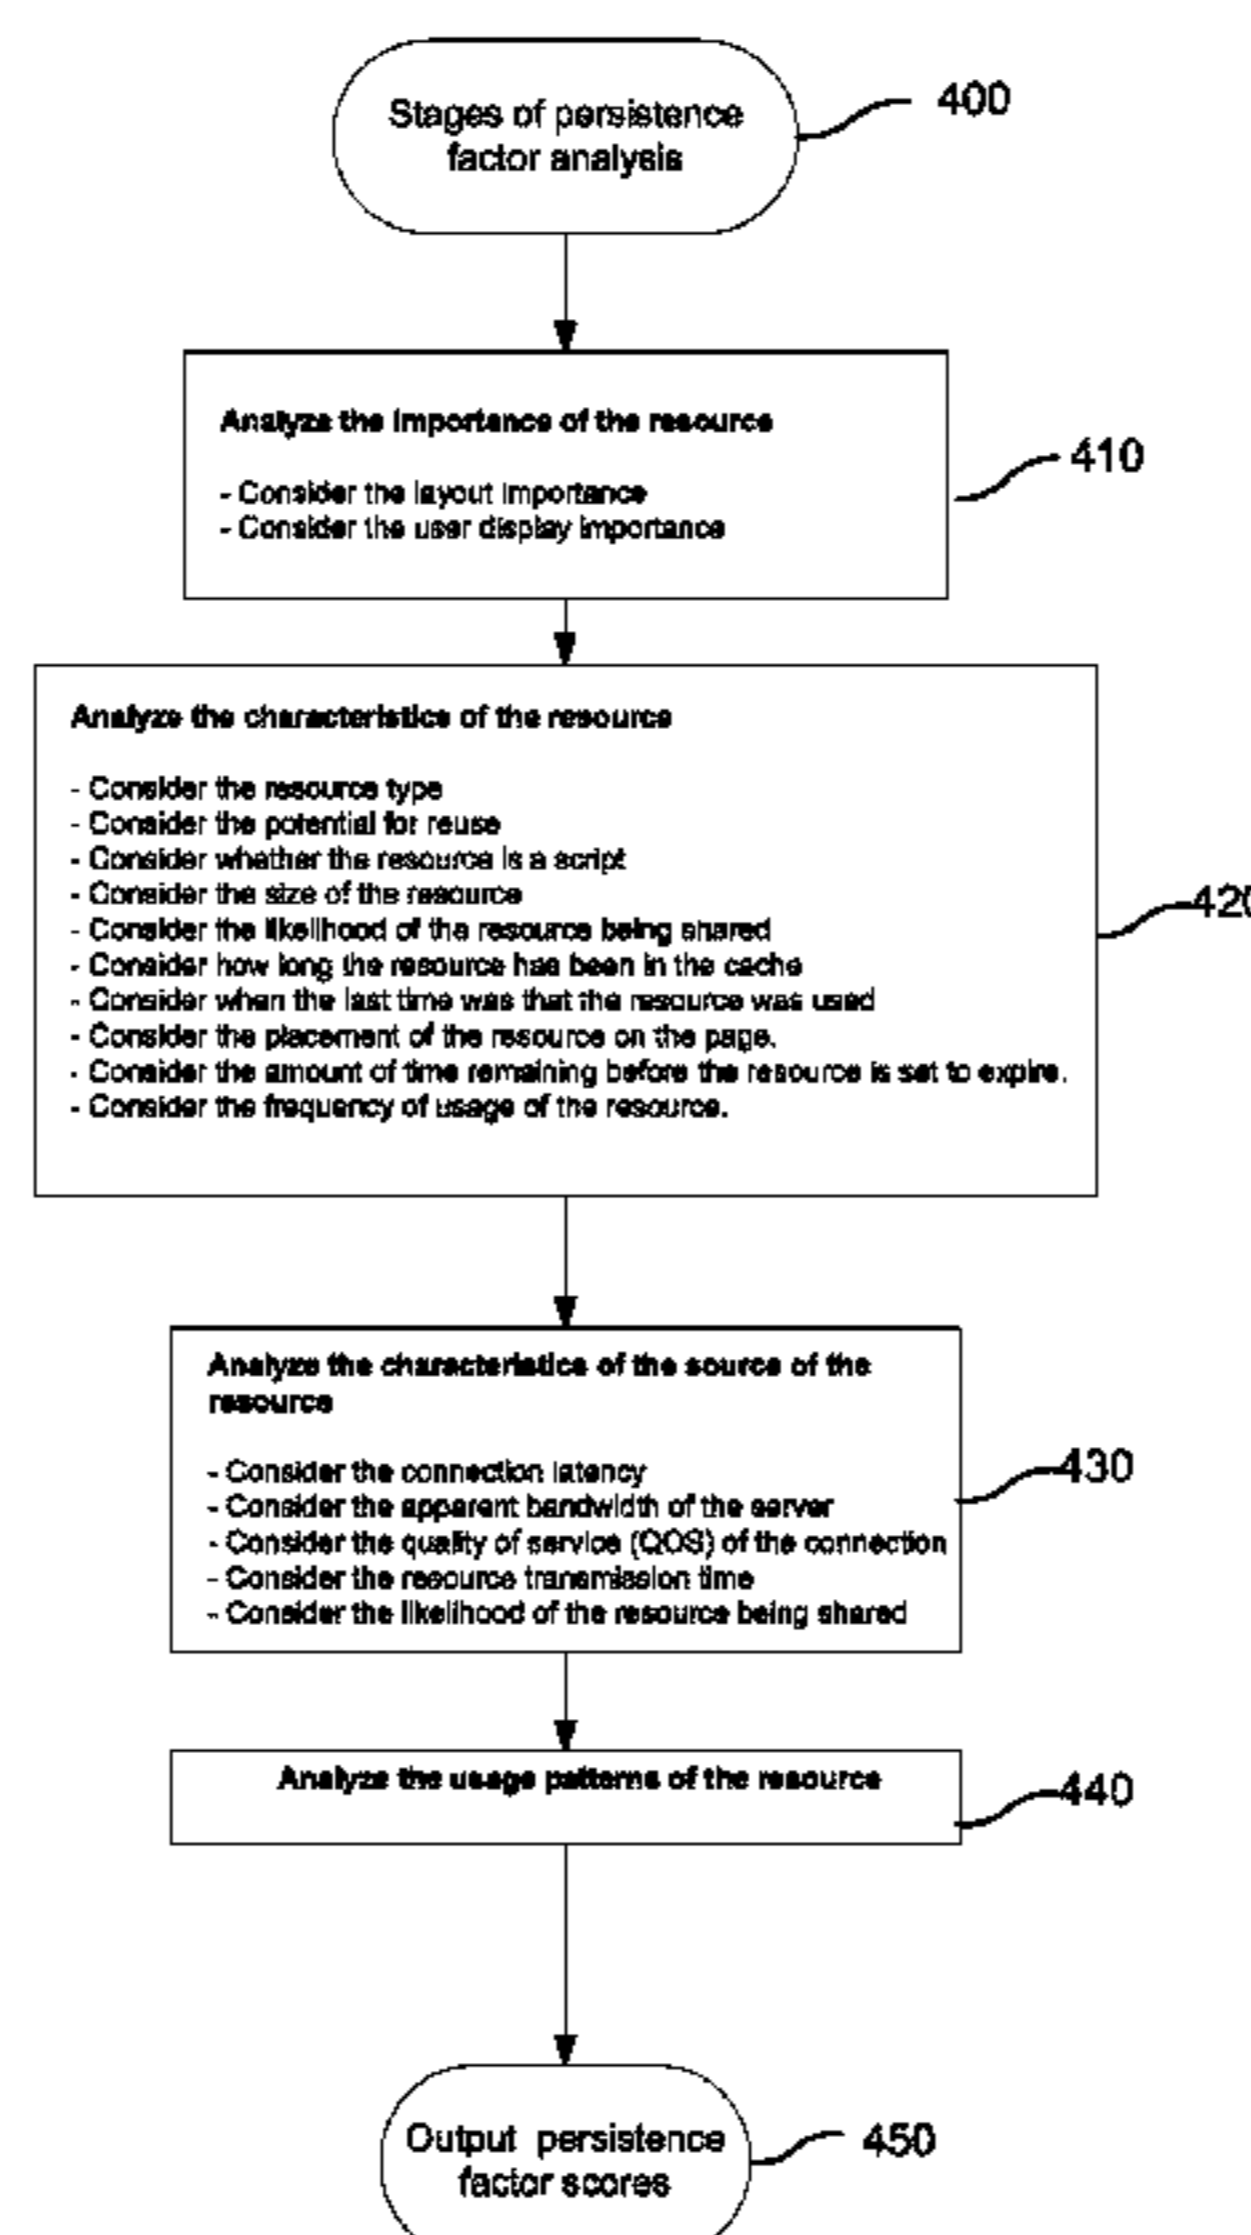 Stages of persistence
factor analysis
400
Analyze the importance of the resource
- Consider the layout importance
- Consider the user display importance
410
Analyze the characteristics of the resource
- Consider the resource type
- Consider the potential for reuse
- Consider whether the resource is a script
- Consider the size of the resource
- Consider the likelihood of the resource being shared
- Consider how long the resource has been in the cache
- Consider when the last time was that the resource was used
- Consider the placement of the resource on the page.
- Consider the amount of time remaining before the resource is set to expire.
- Consider the frequency of usage of the resource.
420
Analyze the characteristics of the source of the
resource
- Consider the connection latency
- Consider the apparent bandwidth of the server
- Consider the quality of service (QOS) of the connection
- Consider the resource transmission time
- Consider the likelihood of the resource being shared
430
Analyze the usage patterns of the resource
440
Output persistence
factor scores
450